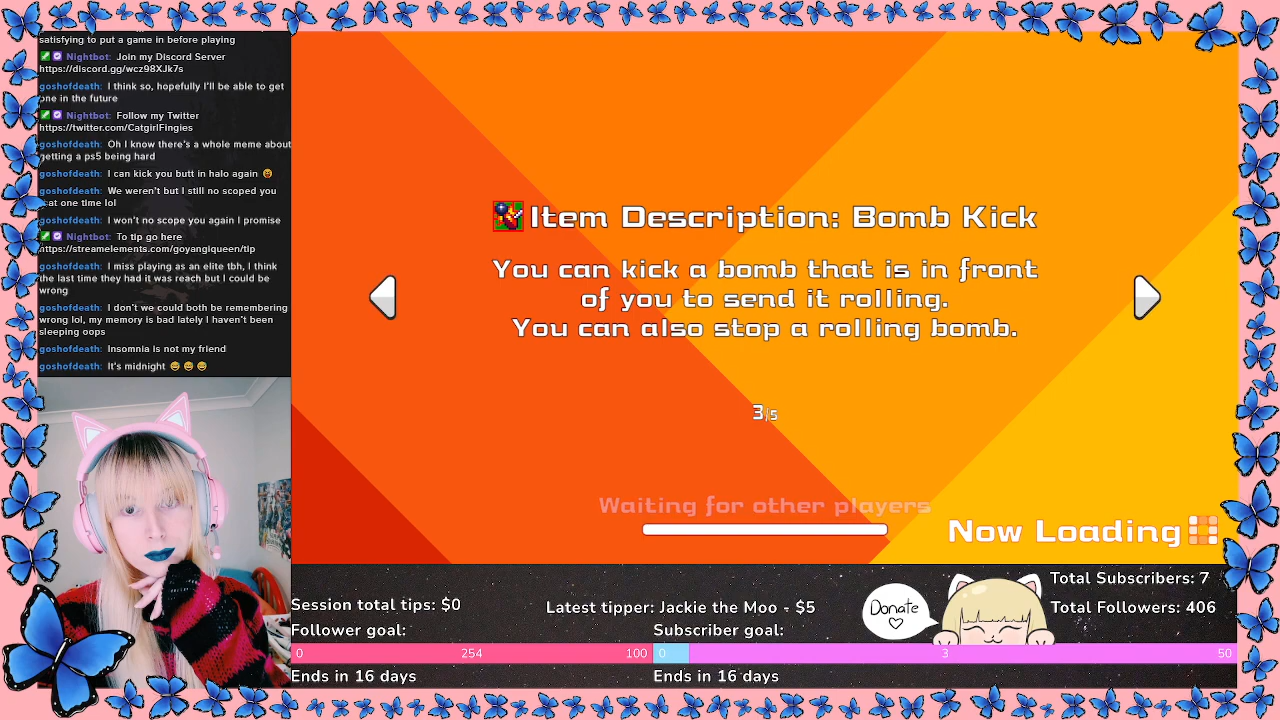 satisfying to put a game in before playing
Nightbot: Join my Discord Server
https://discord.gg/wcz98XJk7s
goshofdeath: I think so, hopefully I'll be able to get
one in the future
Nightbot: Follow my Twitter
https://twitter.com/CatgirlFingies
goshofdeath: Oh I know there's a whole meme about
getting a ps5 being hard
goshofdeath: I can kick you butt in halo again
goshofdeath: We weren't but I still no scoped you
that one time lol
goshofdeath: I won't no scope you again I promise
Nightbot: To tip go here
https://streamelements.com/goyangiqueen/tip
goshofdeath: I miss playing as an elite tbh, I think
the last time they had it was reach but I could be
wrong
goshofdeath: I don't we could both be remembering
wrong lol, my memory is bad lately I haven't been
sleeping oops
goshofdeath: Insomnia is not my friend
goshofdeath: It's midnight
Item Description: Bomb Kick
You can kick a bomb that is in front
of you to send it rolling.
You can also stop a rolling bomb.
3/5
Waiting for other players
Now Loading
Session total tips: $0
Latest tipper: Jackie the Moo - $5
Donate
Total Subscribers: 7
Total Followers: 406
Follower goal:
0 254 100
Ends in 16 days
Subscriber goal:
0 3 50
Ends in 16 days